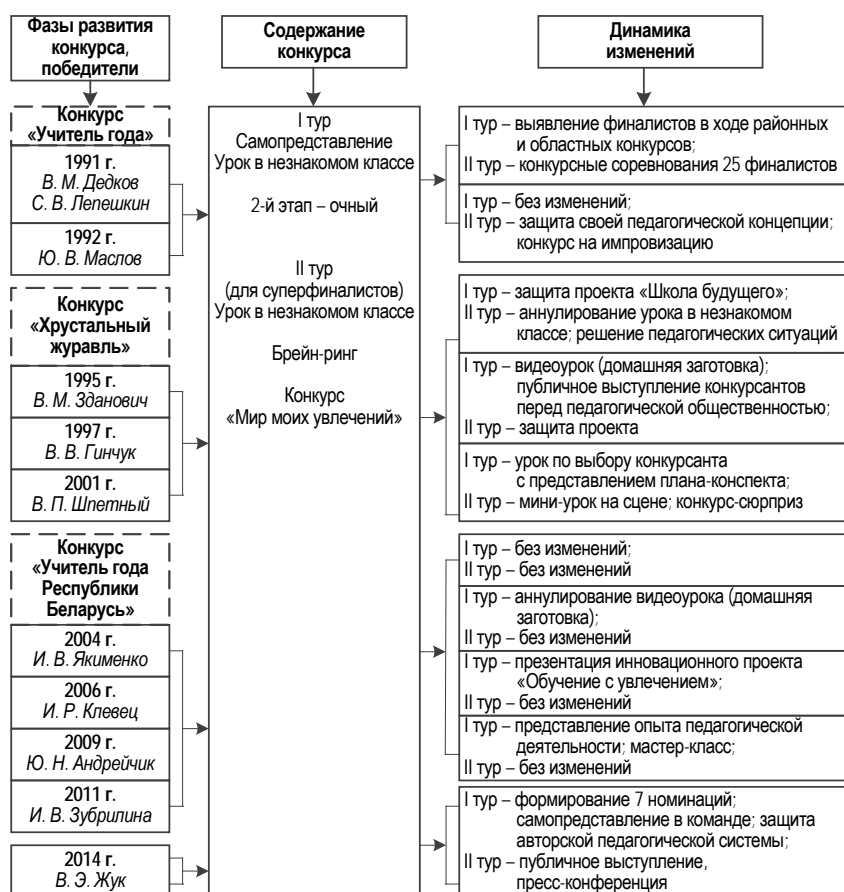 Фазы развития
конкурса,
победители
Содержание
конкурса
Динамика
изменений
Конкурс
«Учитель года»
1991 г.
В. М. Дедков
С. В. Лепешкин
1992 г.
Ю. В. Маслов
Конкурс
«Хрустальный
журавль»
1995 г.
В. М. Зданович
1997 г.
В. В. Гинчук
2001 г.
В. П. Шпетный
Конкурс
«Учитель года
Республики
Беларусь»
2004 г.
И. В. Якименко
2006 г.
И. Р. Клевец
2009 г.
Ю. Н. Андрейчик
2011 г.
И. В. Зубрилина
2014 г.
В. Э. Жук
I тур
Самопредставление
Урок в незнакомом классе
2-й этап – очный
II тур
(для суперфиналистов)
Урок в незнакомом классе
Брейн-ринг
Конкурс
«Мир моих увлечений»
I тур – выявление финалистов в ходе районных
и областных конкурсов;
II тур – конкурсные соревнования 25 финалистов
I тур – без изменений;
II тур – защита своей педагогической концепции;
конкурс на импровизацию
I тур – защита проекта «Школа будущего»;
II тур – аннулирование урока в незнакомом
классе; решение педагогических ситуаций
I тур – видеоурок (домашняя заготовка);
публичное выступление конкурсантов
перед педагогической общественностью;
II тур – защита проекта
I тур – урок по выбору конкурсанта
с представлением плана-конспекта;
II тур – мини-урок на сцене; конкурс-сюрприз
I тур – без изменений;
II тур – без изменений
I тур – аннулирование видеоурока (домашняя
заготовка);
II тур – без изменений
I тур – презентация инновационного проекта
«Обучение с увлечением»;
II тур – без изменений
I тур – представление опыта педагогической
деятельности; мастер-класс;
II тур – без изменений
I тур – формирование 7 номинаций;
самопредставление в команде; защита
авторской педагогической системы;
II тур – публичное выступление,
пресс-конференция